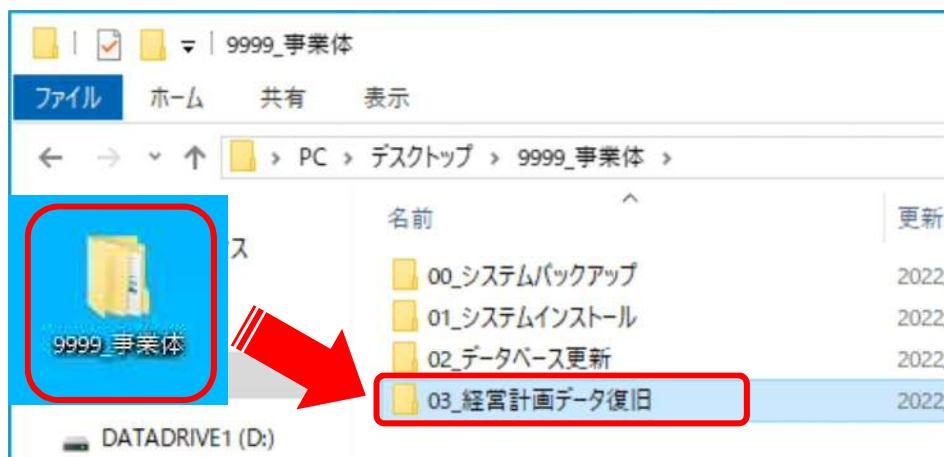 9999_事業体
ファイル ホーム 共有 表示
PC > デスクトップ > 9999_事業体 >
名前 更新
ス
9999_事業体
00_システムバックアップ 2022
01_システムインストール 2022
02_データベース更新 2022
03_経営計画データ復旧 2022
DATADRIVE1 (D:)